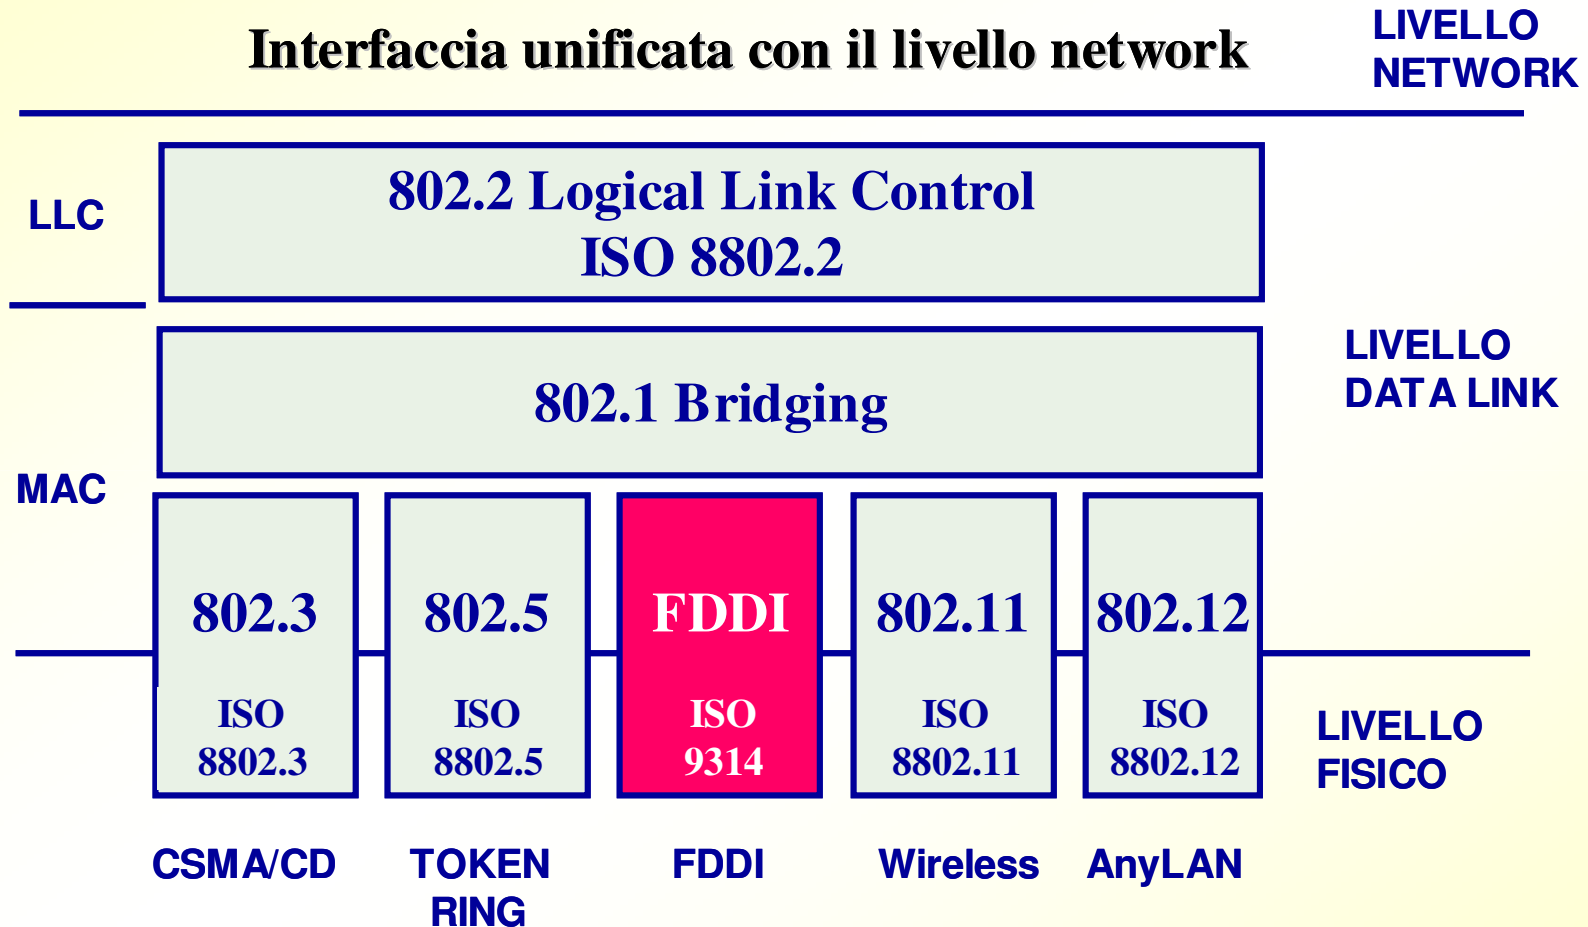 Interfaccia unificata con il livello network
LIVELLO
NETWORK
LLC
802.2 Logical Link Control
ISO 8802.2
802.1 Bridging
LIVELLO
DATA LINK
MAC
802.3
ISO
8802.3
802.5
ISO
8802.5
FDDI
ISO
9314
802.11
ISO
8802.11
802.12
ISO
8802.12
LIVELLO
FISICO
CSMA/CD
TOKEN
RING
FDDI
Wireless
AnyLAN